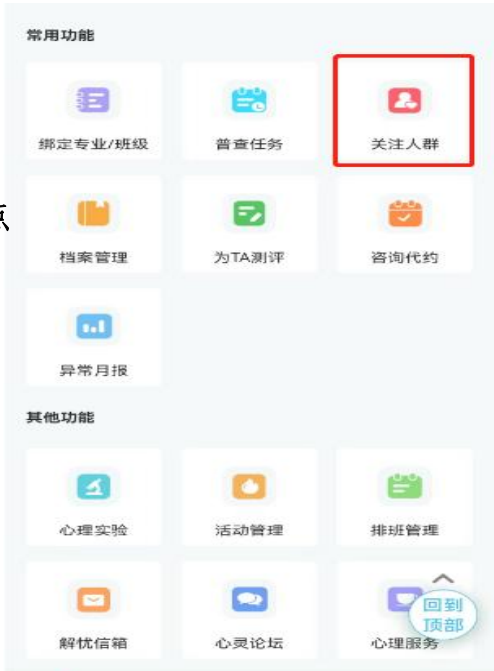 常用功能
绑定专业/班级
普查任务
关注人群
档案管理
为TA测评
咨询代约
异常月报
其他功能
心理实验
活动管理
排班管理
解忧信箱
心灵论坛
心理服务
回到
顶部